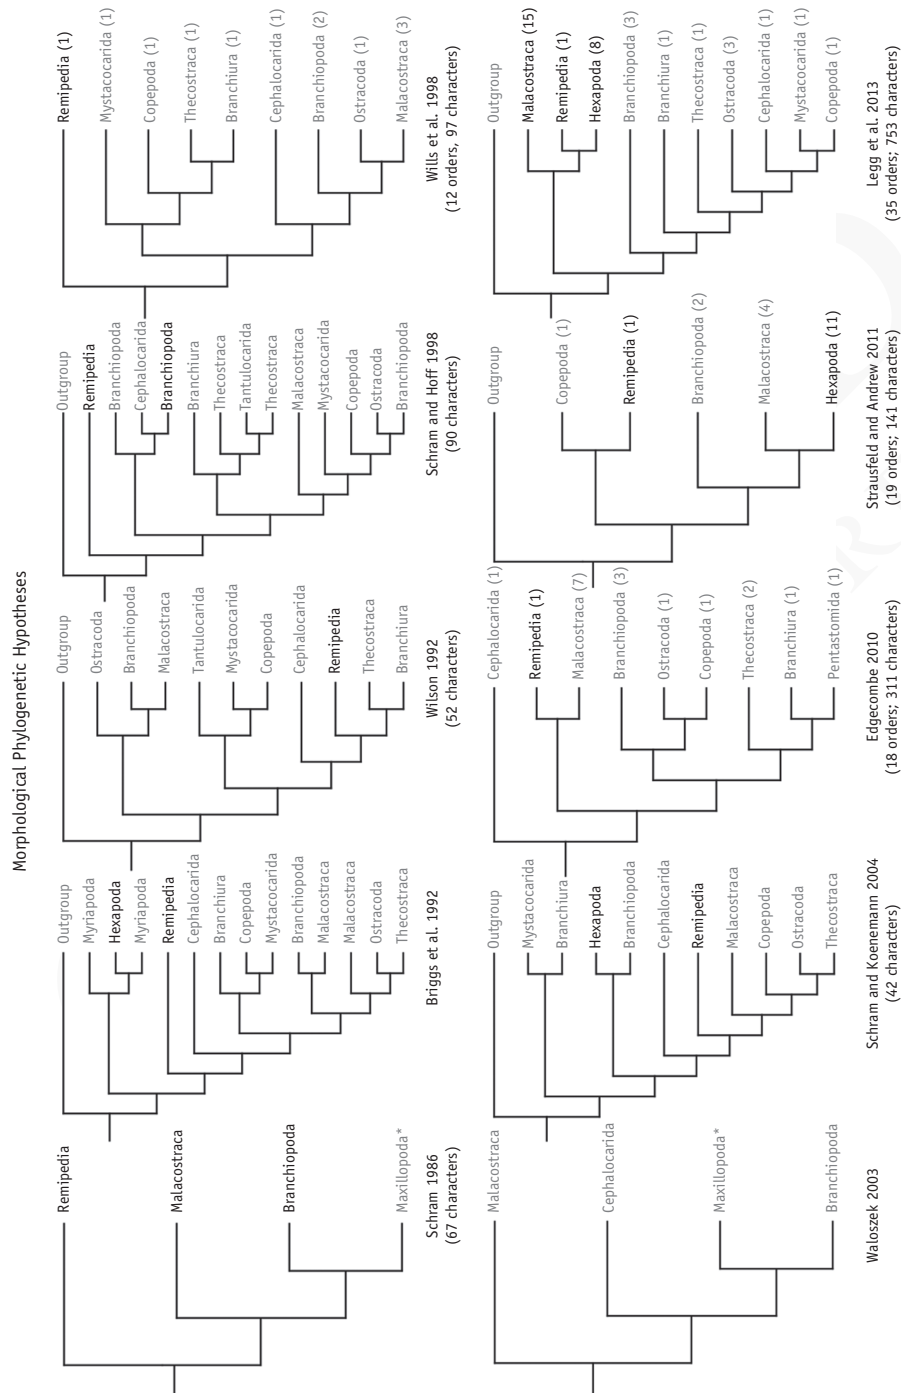 Morphological Phylogenetic Hypotheses
Remipedia
Malacostraca
Branchiopoda
Maxillopoda*
Schram 1986
(67 characters)
Outgroup
Myriapoda
Hexapoda
Myriapoda
Remipedia
Cephalocarida
Branchiura
Copepoda
Mystacocarida
Branchiopoda
Malacostraca
Malacostraca
Ostracoda
Thecostraca
Briggs et al. 1992
Outgroup
Ostracoda
Branchiopoda
Malacostraca
Tantulocarida
Mystacocarida
Copepoda
Cephalocarida
Remipedia
Thecostraca
Branchiura
Wilson 1992
(52 characters)
Outgroup
Remipedia
Branchiopoda
Cephalocarida
Branchiopoda
Branchiura
Thecostraca
Tantulocarida
Thecostraca
Malacostraca
Mystacocarida
Copepoda
Ostracoda
Branchiopoda
Schram and Hoff 1998
(90 characters)
Remipedia (1)
Mystacocarida (1)
Copepoda (1)
Thecostraca (1)
Branchiura (1)
Cephalocarida (1)
Branchiopoda (2)
Ostracoda (1)
Malacostraca (3)
Wills et al. 1998
(12 orders, 97 characters)
Malacostraca
Cephalocarida
Maxillopoda*
Branchiopoda
Waloszek 2003
Outgroup
Mystacocarida
Branchiura
Hexapoda
Branchiopoda
Cephalocarida
Remipedia
Malacostraca
Copepoda
Ostracoda
Thecostraca
Schram and Koenemann 2004
(42 characters)
Cephalocarida (1)
Remipedia (1)
Malacostraca (7)
Branchiopoda (3)
Ostracoda (1)
Copepoda (1)
Thecostraca (2)
Branchiura (1)
Pentastomida (1)
Edgecombe 2010
(18 orders; 311 characters)
Outgroup
Copepoda (1)
Remipedia (1)
Branchiopoda (2)
Malacostraca (4)
Hexapoda (11)
Strausfeld and Andrew 2011
(19 orders; 141 characters)
Outgroup
Malacostraca (15)
Remipedia (1)
Hexapoda (8)
Branchiopoda (3)
Branchiura (1)
Thecostraca (1)
Ostracoda (3)
Cephalocarida (1)
Mystacocarida (1)
Copepoda (1)
Legg et al. 2013
(35 orders; 753 characters)